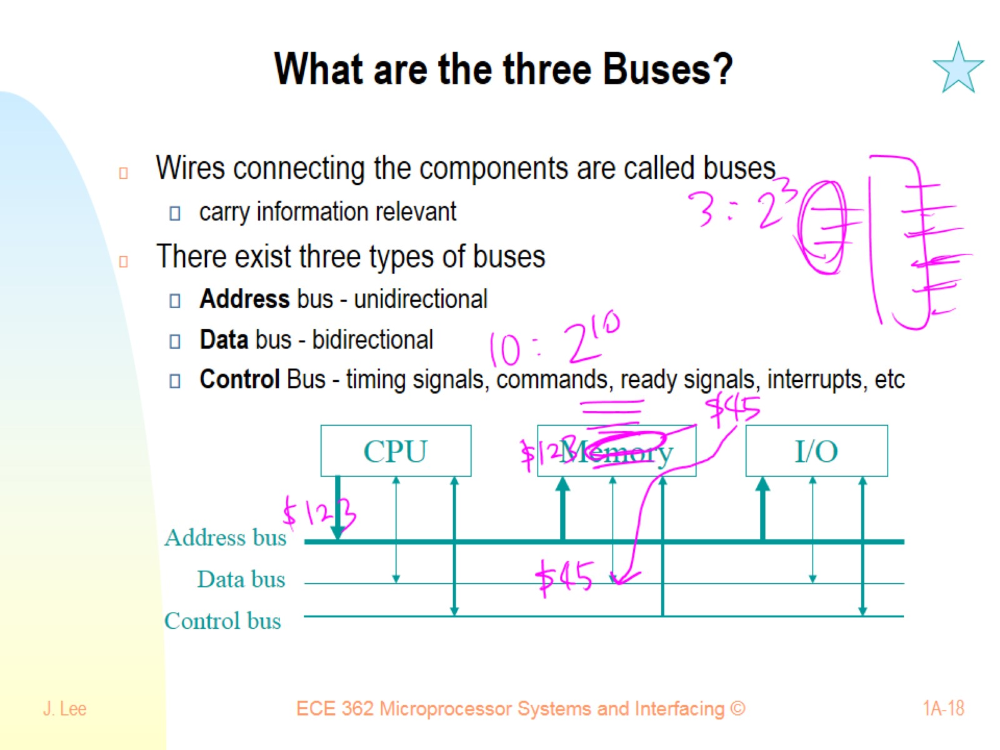 What are the three Buses?
Wires connecting the components are called buses
3 : 2^3
carry information relevant
There exist three types of buses
Address bus - unidirectional
Data bus - bidirectional
10 : 2^10
Control Bus - timing signals, commands, ready signals, interrupts, etc
$45
CPU
$123
Memory
I/O
$123
Address bus
$45
Data bus
Control bus
J. Lee
ECE 362 Microprocessor Systems and Interfacing ©
1A-18